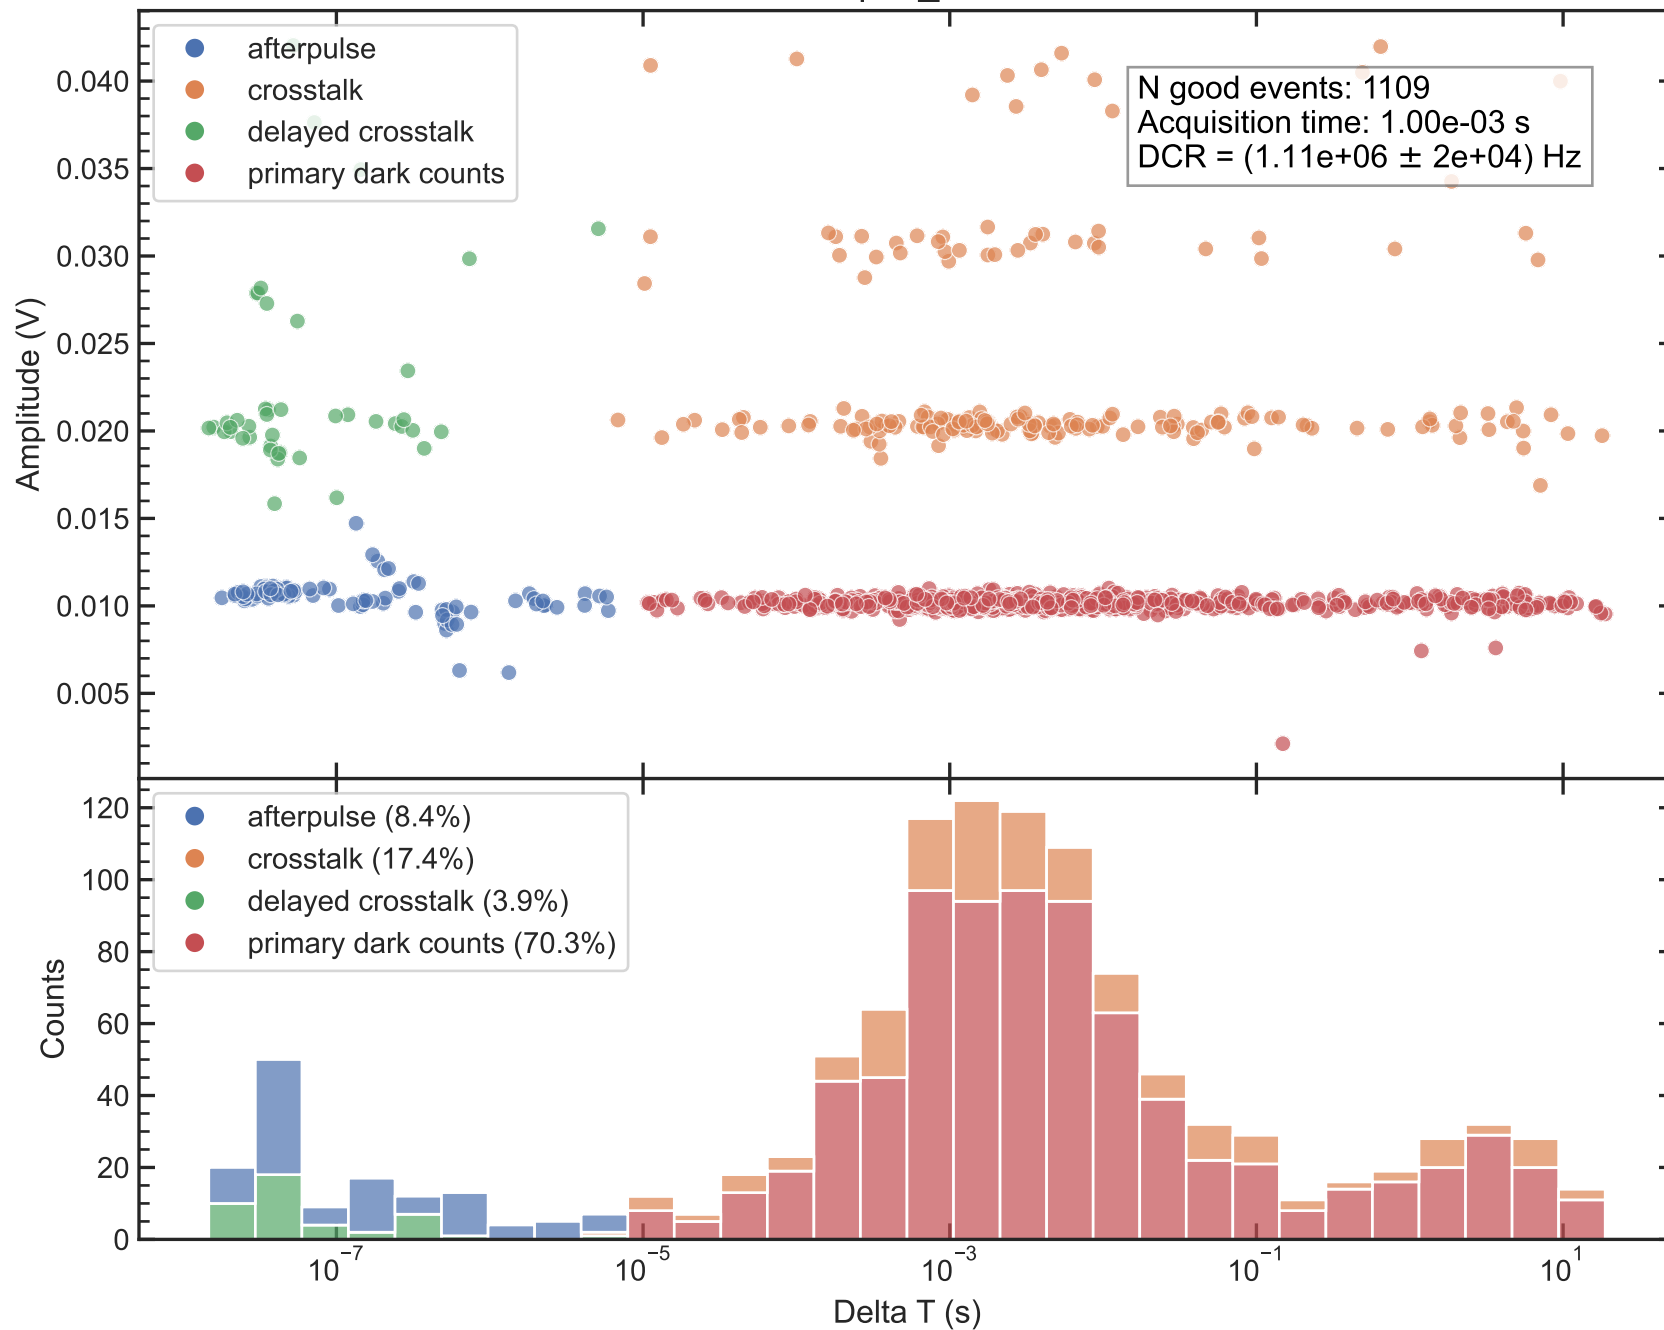 afterpulse
crosstalk
delayed crosstalk
primary dark counts
N good events: 1109
Acquisition time: 1.00e-03 s
DCR = (1.11e+06 ± 2e+04) Hz
0.040
0.035
0.030
0.025
0.020
0.015
0.010
0.005
Amplitude (V)
afterpulse (8.4%)
crosstalk (17.4%)
delayed crosstalk (3.9%)
primary dark counts (70.3%)
120
100
80
60
40
20
0
Counts
10⁻⁷ 10⁻⁵ 10⁻³ 10⁻¹ 10¹
Delta T (s)